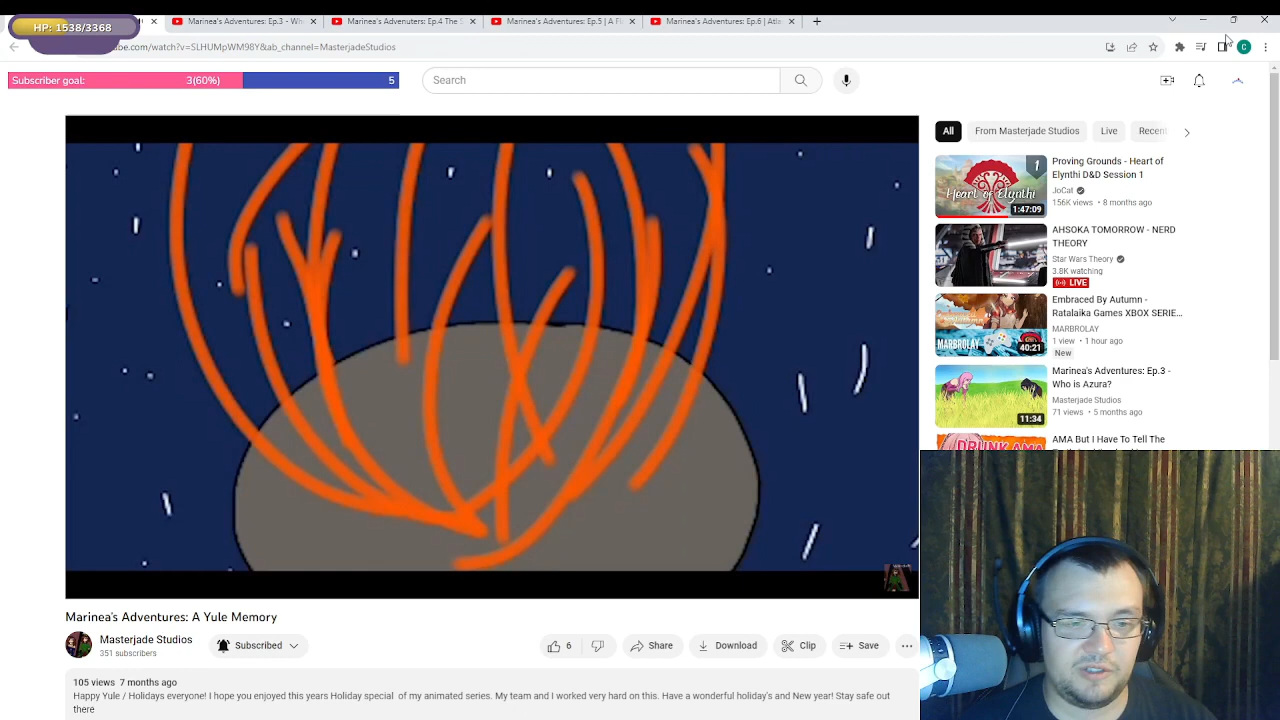 HP: 1538/3368
Marinea's Adventures: Ep.3 - Who
Marinea's Advenuters: Ep.4 The S
Marinea's Adventures: Ep.5 | A Fi
Marinea's Adventures: Ep.6 | Atla
be.com/watch?v=SLHUMpWM98Y&ab_channel=MasterjadeStudios
C
Subscriber goal: 3(60%) 5
Search
All From Masterjade Studios Live Recent
Proving Grounds - Heart of
Elynthi D&D Session 1
JoCat
156K views • 8 months ago
Heart of Elynthi
1
1:47:09
AHSOKA TOMORROW - NERD
THEORY
Star Wars Theory
3.8K watching
LIVE
Embraced By Autumn -
Ratalaika Games XBOX SERIE...
MARBROLAY
1 view • 1 hour ago
New
MARBROLAY
40:21
Marinea's Adventures: Ep.3 -
Who is Azura?
Masterjade Studios
71 views • 5 months ago
11:34
AMA But I Have To Tell The
DRUNK AMA
Marinea's Adventures: A Yule Memory
Masterjade Studios
351 subscribers
Subscribed
6
Share
Download
Clip
Save
105 views 7 months ago
Happy Yule / Holidays everyone! I hope you enjoyed this years Holiday special of my animated series. My team and I worked very hard on this. Have a wonderful holiday's and New year! Stay safe out
there